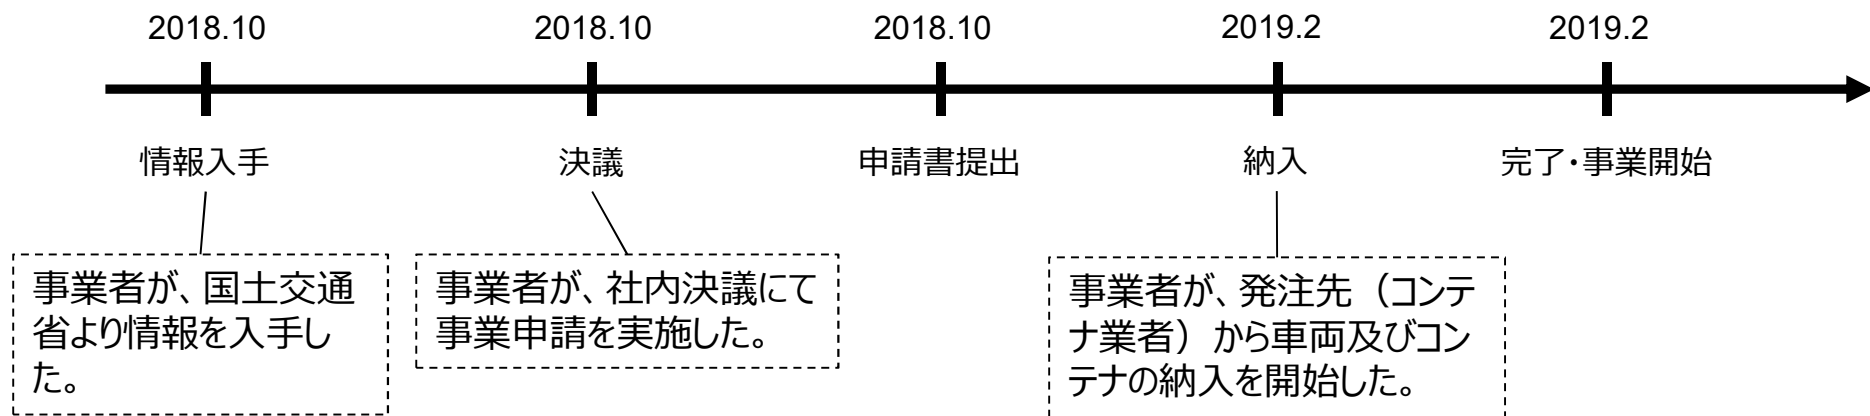 2018.10
2018.10
2018.10
2019.2
2019.2
情報入手
決議
申請書提出
納入
完了・事業開始
事業者が、国土交通
省より情報を入手し
た。
事業者が、社内決議にて
事業申請を実施した。
事業者が、発注先（コンテ
ナ業者）から車両及びコン
テナの納入を開始した。